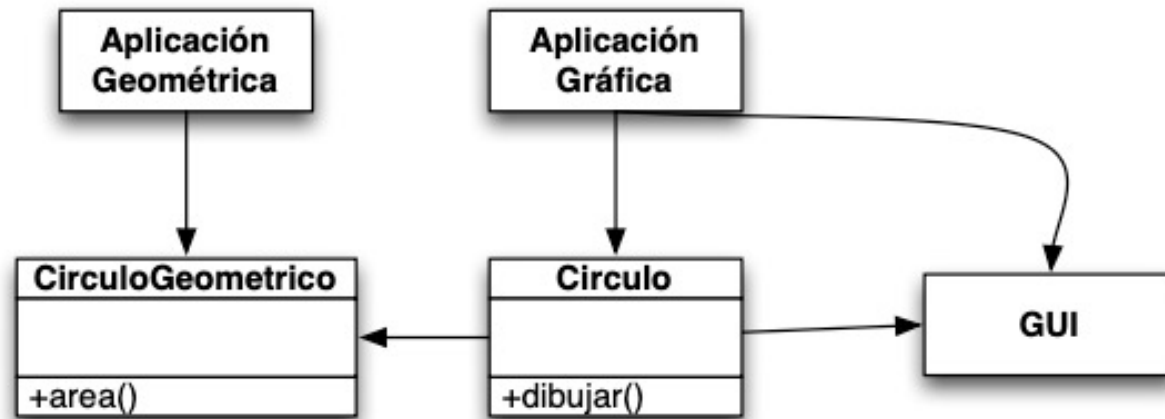 Aplicación
Geométrica
Aplicación
Gráfica
CirculoGeometrico
+area()
Circulo
+dibujar()
GUI